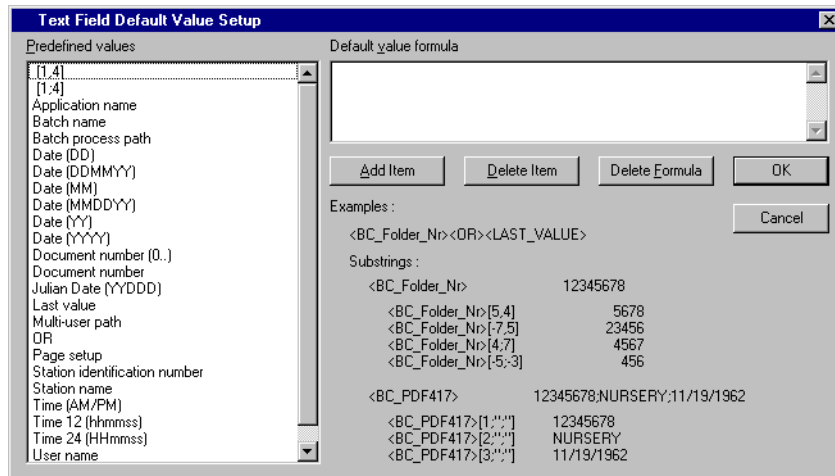 Text Field Default Value Setup
Predefined values
[1,4]
[1;4]
Application name
Batch name
Batch process path
Date (DD)
Date (DDMMYY)
Date (MM)
Date (MMDDYY)
Date (YY)
Date (YYYY)
Document number (0..)
Document number
Julian Date (YYDDD)
Last value
Multi-user path
OR
Page setup
Station identification number
Station name
Time (AM/PM)
Time 12 (hhmmss)
Time 24 (HHmmss)
User name
Default value formula
Add Item
Delete Item
Delete Formula
OK
Cancel
Examples :
<BC_Folder_Nr><OR><LAST_VALUE>
Substrings :
<BC_Folder_Nr> 12345678
<BC_Folder_Nr>[5,4] 5678
<BC_Folder_Nr>[-7,5] 23456
<BC_Folder_Nr>[4;7] 4567
<BC_Folder_Nr>[-5;-3] 456
<BC_PDF417> 12345678;NURSERY;11/19/1962
<BC_PDF417>[1;";"] 12345678
<BC_PDF417>[2;";"] NURSERY
<BC_PDF417>[3;";"] 11/19/1962